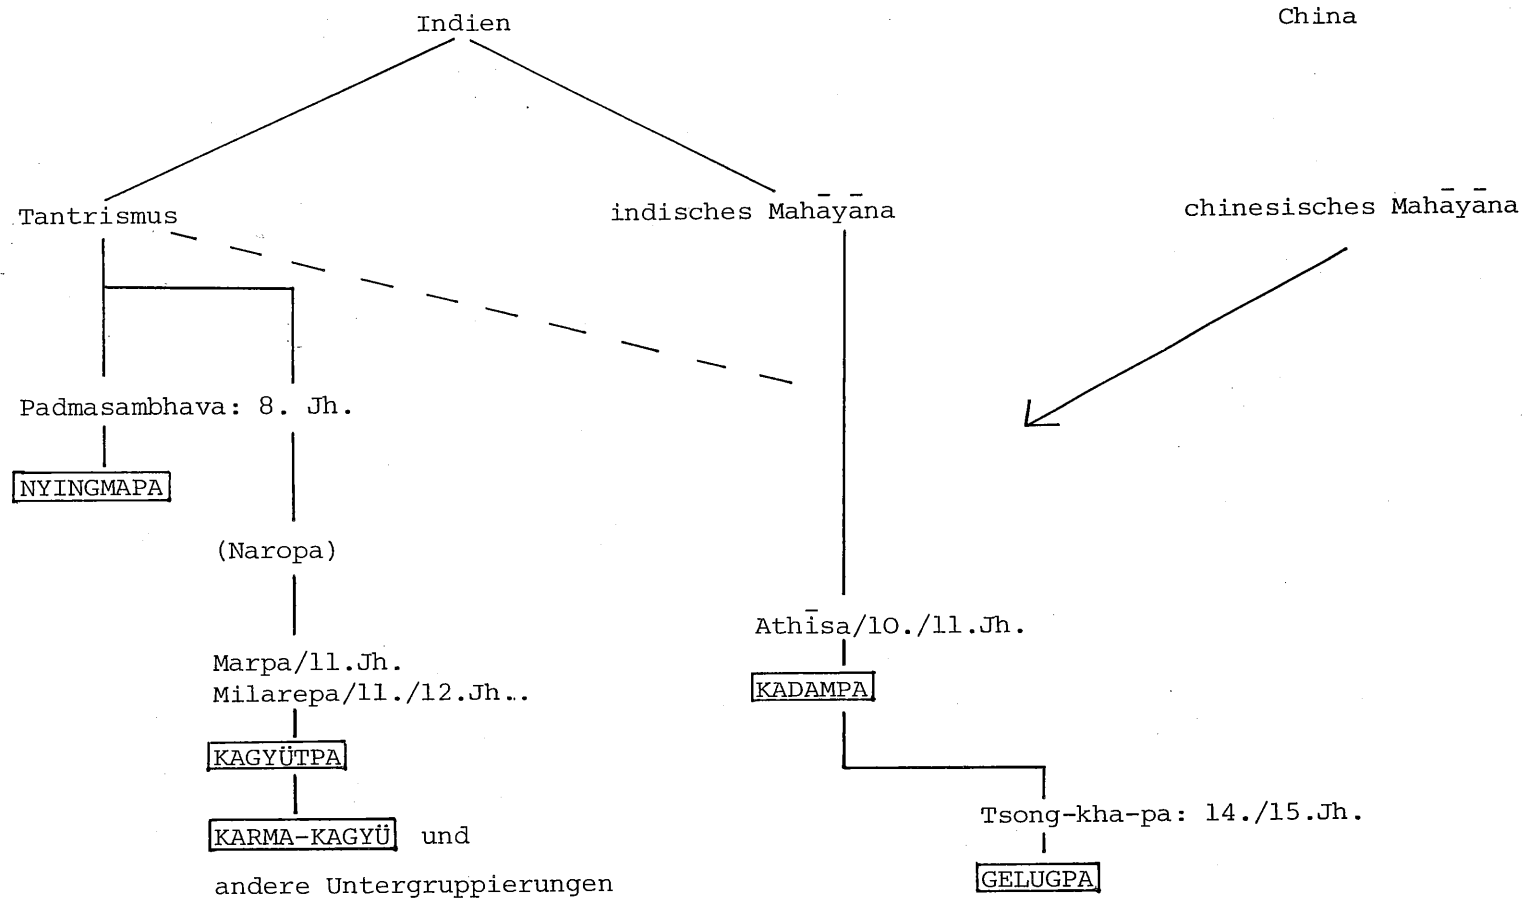 Indien
China
Tantrismus
indisches Mahāyāna
chinesisches Mahāyāna
Padmasambhava: 8. Jh.
NYINGMAPA
(Naropa)
Athīsa/10./11.Jh.
Marpa/11.Jh.
Milarepa/11./12.Jh..
KADAMPA
KAGYÜTPA
Tsong-kha-pa: 14./15.Jh.
KARMA-KAGYÜ und
andere Untergruppierungen
GELUGPA